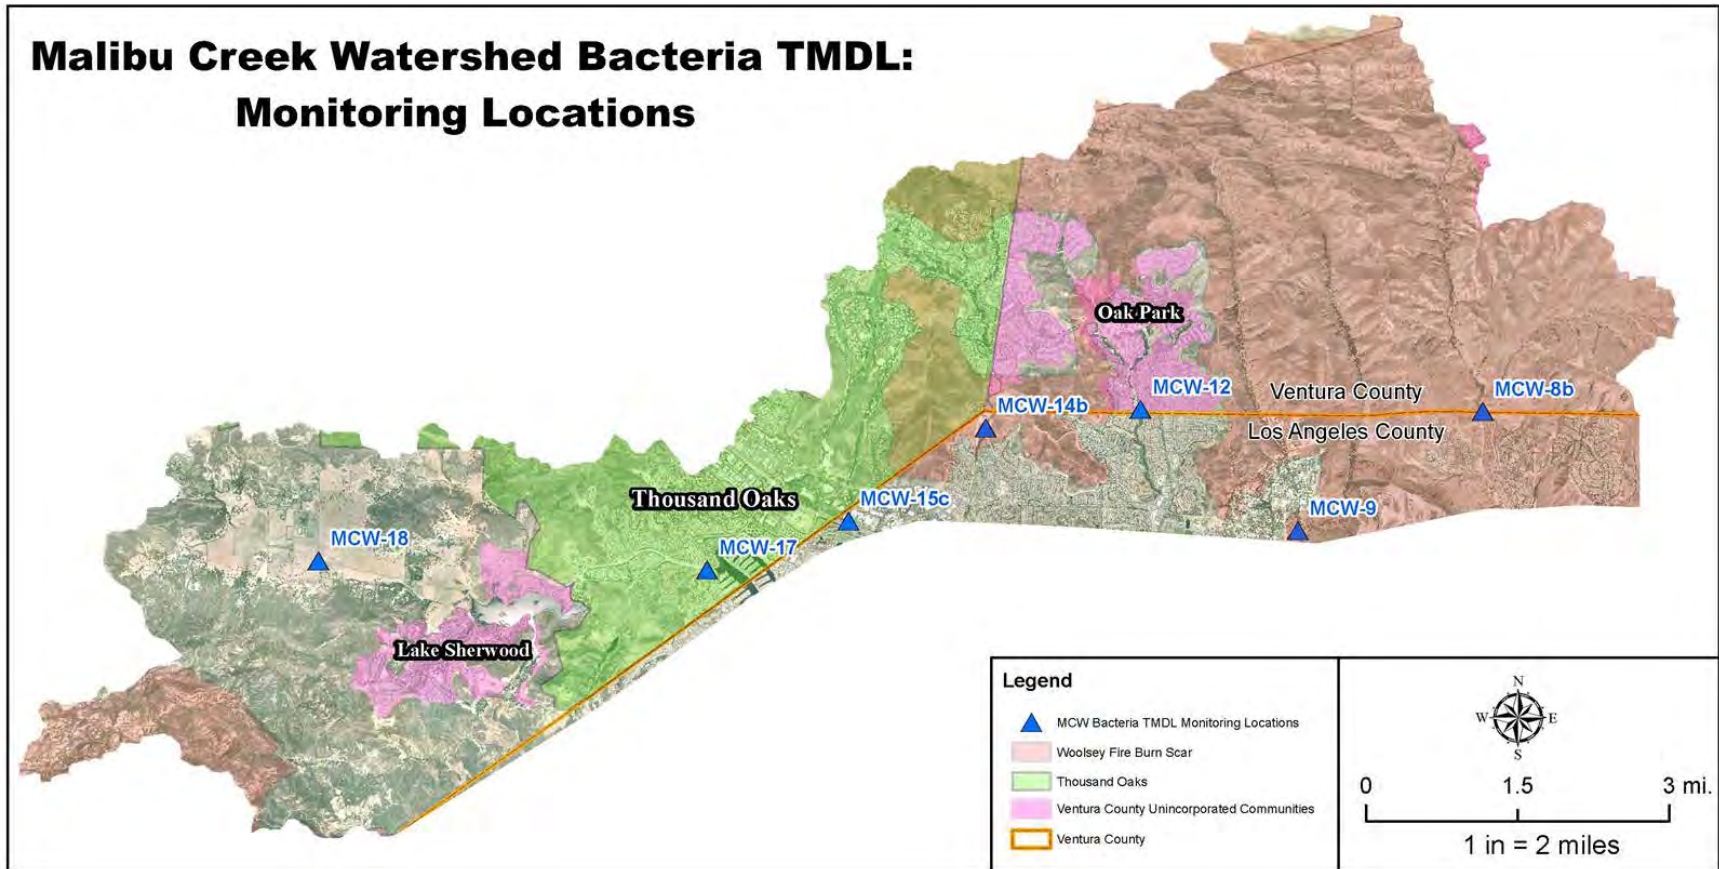 Malibu Creek Watershed Bacteria TMDL:
Monitoring Locations
Oak Park
MCW-12
Ventura County
MCW-8b
MCW-14b
Los Angeles County
Thousand Oaks
MCW-15c
MCW-9
MCW-18
MCW-17
Lake Sherwood
Legend
MCW Bacteria TMDL Monitoring Locations
Woolsey Fire Burn Scar
Thousand Oaks
Ventura County Unincorporated Communities
Ventura County
N
W E
S
0 1.5 3 mi.
1 in = 2 miles